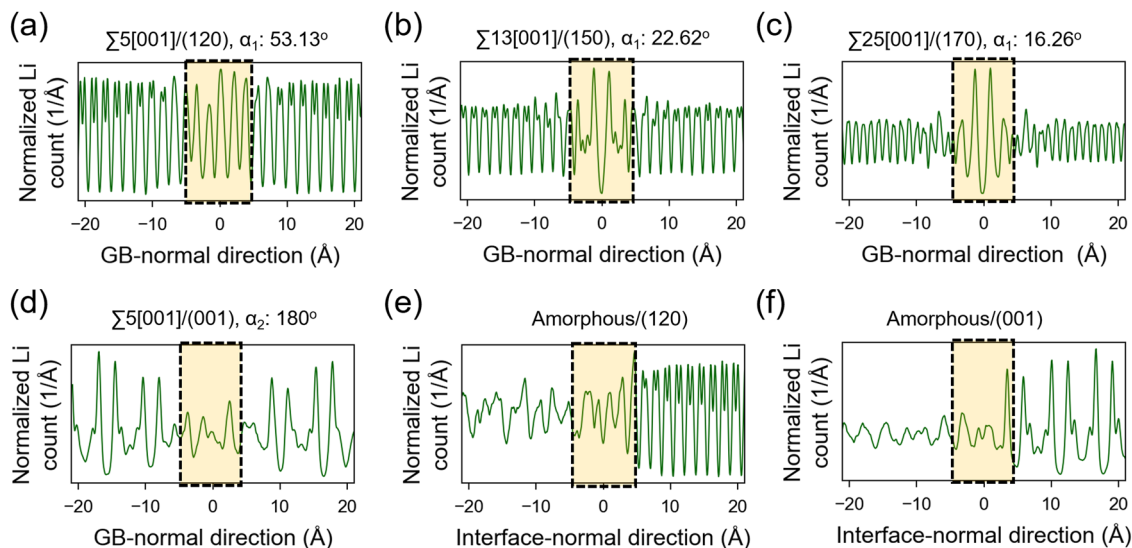 (a)
∑5[001]/(120), α₁: 53.13°
Normalized Li
count (1/Å)
−20 −10 0 10 20
GB-normal direction (Å)
(b)
∑13[001]/(150), α₁: 22.62°
Normalized Li
count (1/Å)
−20 −10 0 10 20
GB-normal direction (Å)
(c)
∑25[001]/(170), α₁: 16.26°
Normalized Li
count (1/Å)
−20 −10 0 10 20
GB-normal direction (Å)
(d)
∑5[001]/(001), α₂: 180°
Normalized Li
count (1/Å)
−20 −10 0 10 20
GB-normal direction (Å)
(e)
Amorphous/(120)
Normalized Li
count (1/Å)
−20 −10 0 10 20
Interface-normal direction (Å)
(f)
Amorphous/(001)
Normalized Li
count (1/Å)
−20 −10 0 10 20
Interface-normal direction (Å)